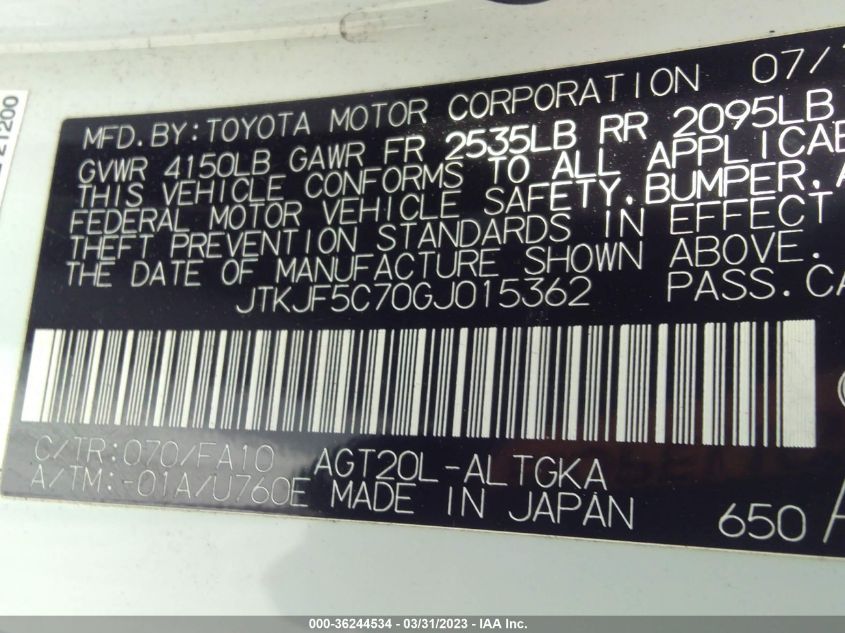 21200
MFD.BY:TOYOTA MOTOR CORPORATION 07/
GVWR 4150LB GAWR FR 2535LB RR 2095LB
THIS VEHICLE CONFORMS TO ALL APPLICAB
FEDERAL MOTOR VEHICLE SAFETY,BUMPER,A
THEFT PREVENTION STANDARDS IN EFFECT
THE DATE OF MANUFACTURE SHOWN ABOVE.
JTKJF5C70GJ015362 PASS.CA
C/TR:070/FA10 AGT20L-ALTGKA
A/TM:-01A/U760E MADE IN JAPAN 650 A
000-36244534 - 03/31/2023 - IAA Inc.